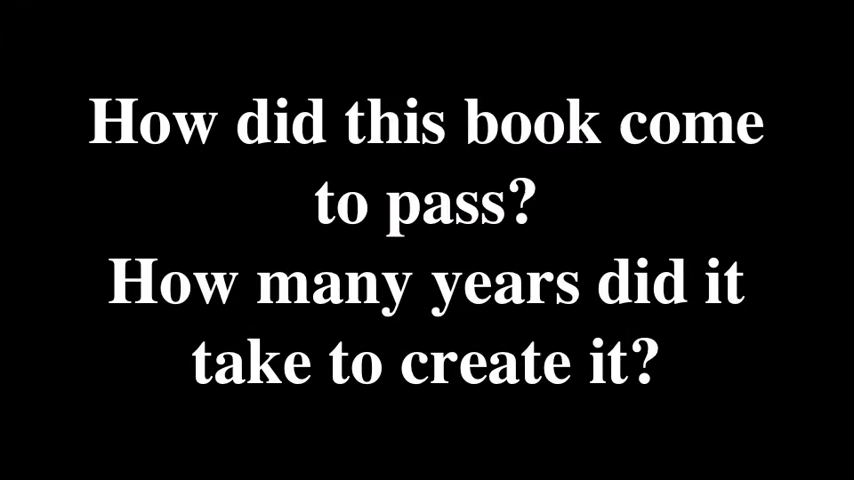 How did this book come
to pass?
How many years did it
take to create it?